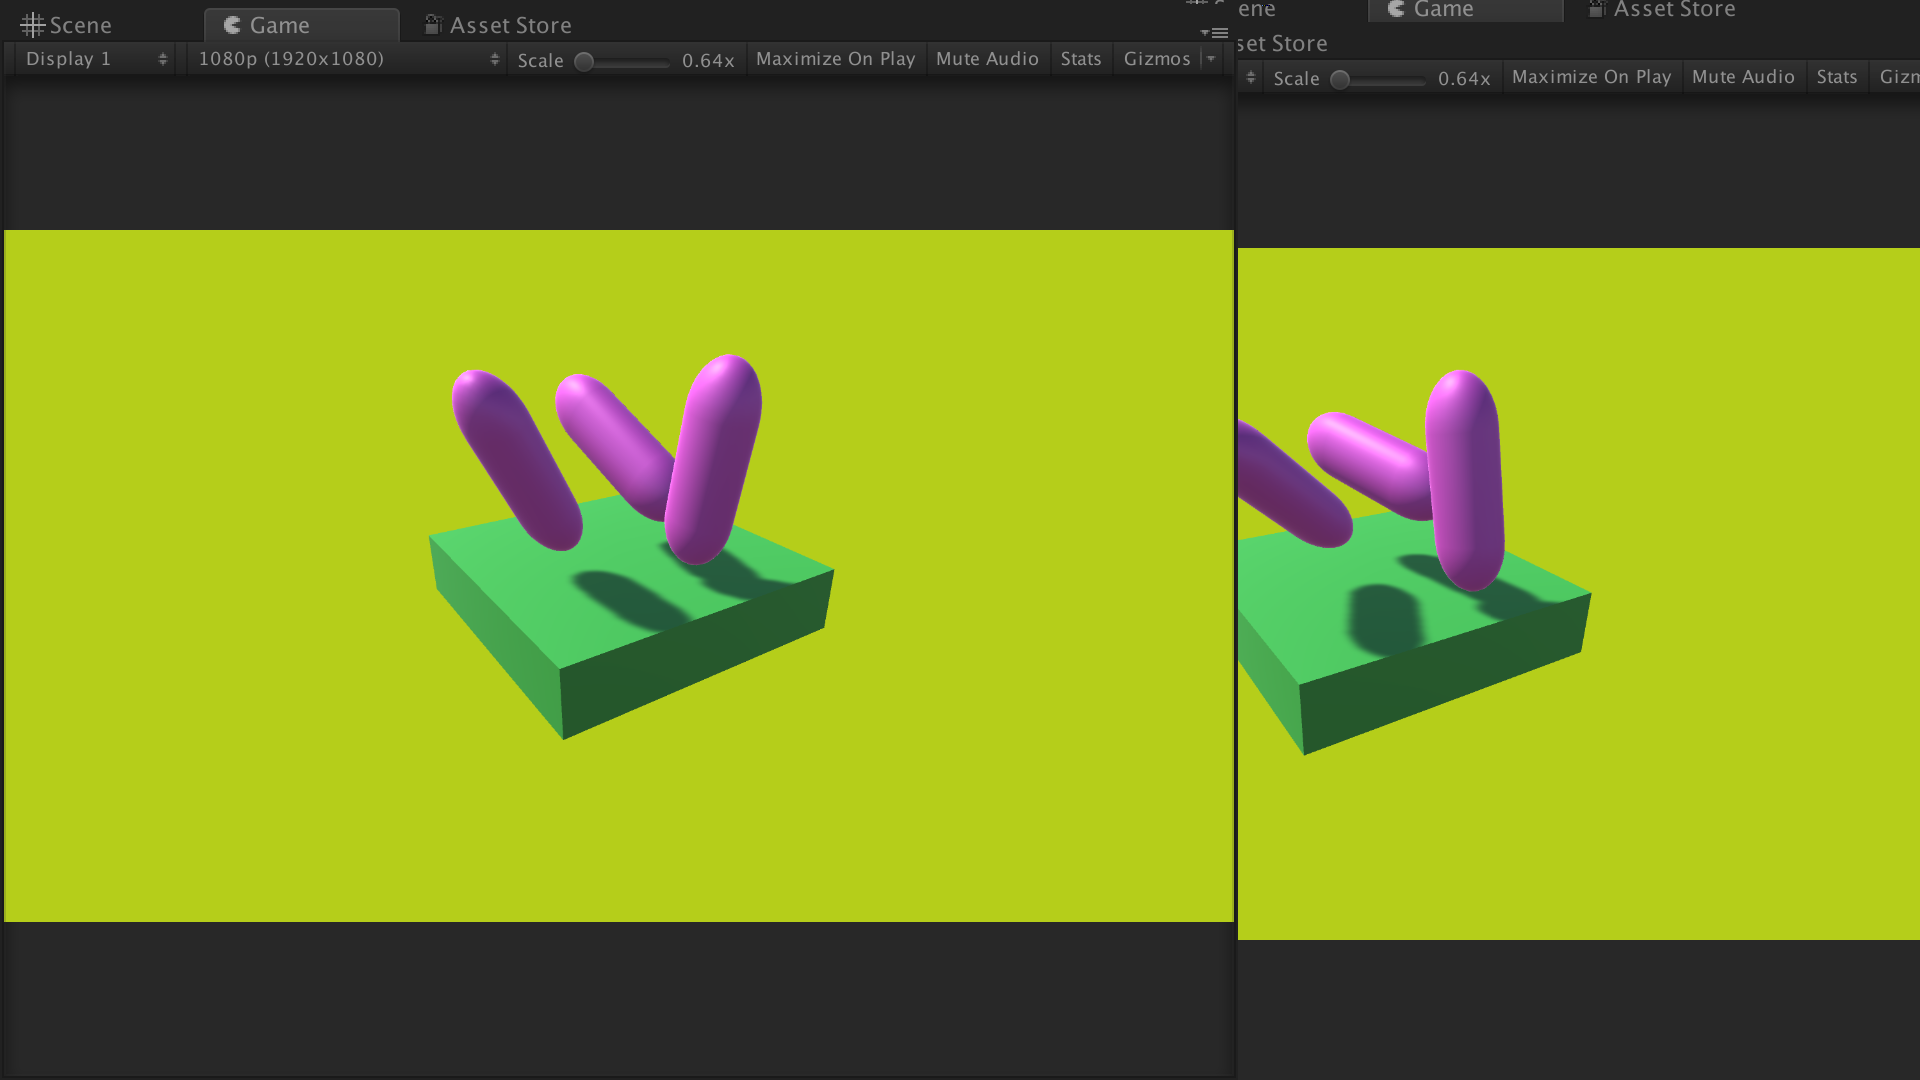 Scene Game Asset Store
Display 1 1080p (1920x1080) Scale 0.64x Maximize On Play Mute Audio Stats Gizmos
ene Game Asset Store
set Store
Scale 0.64x Maximize On Play Mute Audio Stats Gizm